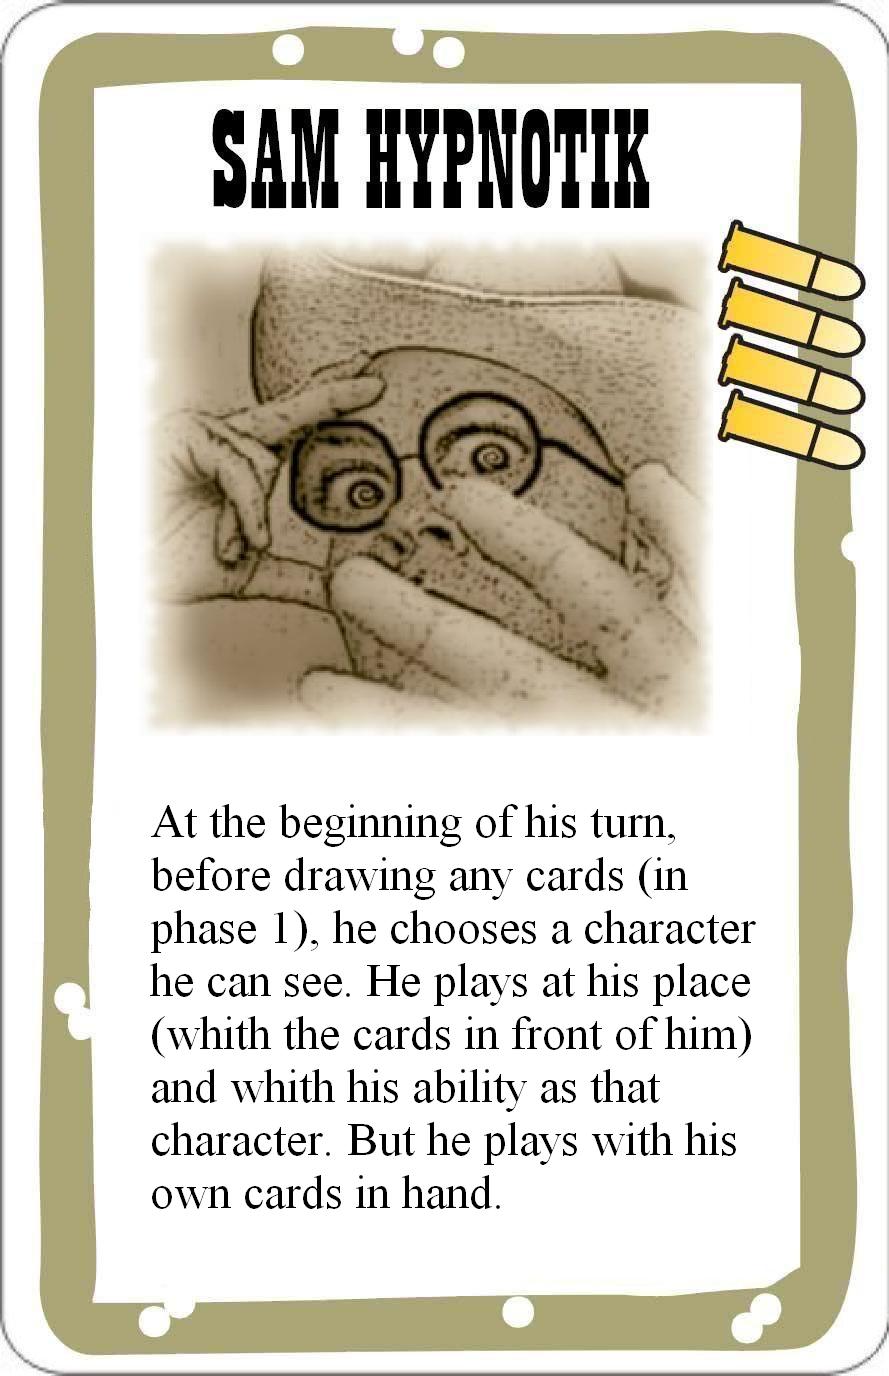 SAM HYPNOTIK
At the beginning of his turn,
before drawing any cards (in
phase 1), he chooses a character
he can see. He plays at his place
(whith the cards in front of him)
and whith his ability as that
character. But he plays with his
own cards in hand.